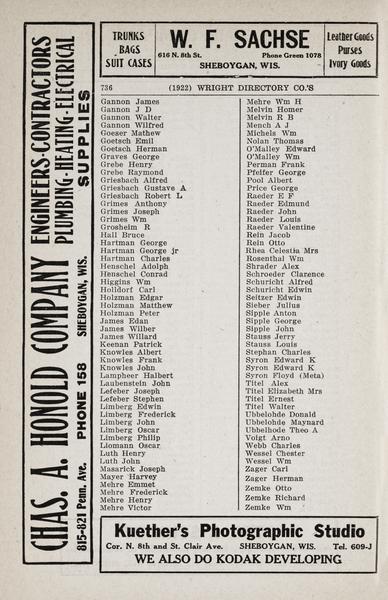 TRUNKS
BAGS
SUIT CASES
W. F. SACHSE
616 N. 8th St. Phone Green 1078
SHEBOYGAN, WIS.
Leather Goods
Purses
Ivory Goods
CHAS. A. HONOLD COMPANY ENGINEERS-CONTRACTORS
PLUMBING-HEATING-ELECTRICAL
815-821 Penn. Ave. PHONE 158 SHEBOYGAN, WIS. SUPPLIES
736 (1922) WRIGHT DIRECTORY CO.'S
Gannon James
Gannon J D
Gannon Walter
Gannon Wilfred
Goeser Mathew
Goetsch Emil
Goetsch Herman
Graves George
Grebe Henry
Grebe Raymond
Griesbach Alfred
Griesbach Gustave A
Griesbach Robert L
Grimes Anthony
Grimes Joseph
Grimes Wm
Grosheim R
Hall Bruce
Hartman George
Hartman George jr
Hartman Charles
Henschel Adolph
Henschel Conrad
Higgins Wm
Holldorf Carl
Holzman Edgar
Holzman Matthew
Holzman Peter
James Edan
James Wilber
James Willard
Keenan Patrick
Knowles Albert
Knowles Frank
Knowles John
Lampheer Halbert
Laubenstein John
Lefeber Joseph
Lefeber Stephen
Limberg Edwin
Limberg Frederick
Limberg John
Limberg Oscar
Limberg Philip
Llomann Oscar
Luth Henry
Luth John
Masarick Joseph
Mayer Harvey
Mehre Emmet
Mehre Frederick
Mehre Henry
Mehre Victor
Mehre Wm H
Melvin Homer
Melvin R B
Mench A J
Michels Wm
Nolan Thomas
O'Malley Edward
O'Malley Wm
Perman Frank
Pfeifer George
Pool Albert
Price George
Raeder E F
Raeder Edmund
Raeder John
Raeder Louis
Raeder Valentine
Rein Jacob
Rein Otto
Rhea Celestia Mrs
Rosenthal Wm
Shrader Alex
Schroeder Clarence
Schuricht Alfred
Schuricht Edwin
Seitzer Edwin
Sieber Julius
Sipple Anton
Sipple George
Sipple John
Stauss Jerry
Stauss Louis
Stephan Charles
Syron Edward K
Syron Edward K
Syron Floyd (Meta)
Titel Alex
Titel Elizabeth Mrs
Titel Ernest
Titel Walter
Ubbelohde Donald
Ubbelohde Maynard
Ubbelhode Theo A
Voigt Arno
Webb Charles
Wessel Chester
Wessel Wm
Zager Carl
Zager Herman
Zemke Otto
Zemke Richard
Zemke Wm
Kuether's Photographic Studio
Cor. N. 8th and St. Clair Ave. SHEBOYGAN, WIS. Tel. 609-J
WE ALSO DO KODAK DEVELOPING